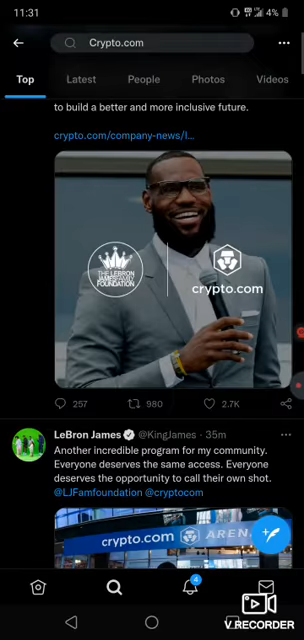 11:31
4%
Crypto.com
Top Latest People Photos Videos
to build a better and more inclusive future.
crypto.com/company-news/l...
THE LEBRON
JAMES FAMILY
FOUNDATION
crypto.com
257 980 2.7K
LeBron James @KingJames · 35m
Another incredible program for my community.
Everyone deserves the same access. Everyone
deserves the opportunity to call their own shot.
@LJFamfoundation @cryptocom
crypto.com AREN
4
V.RECORDER